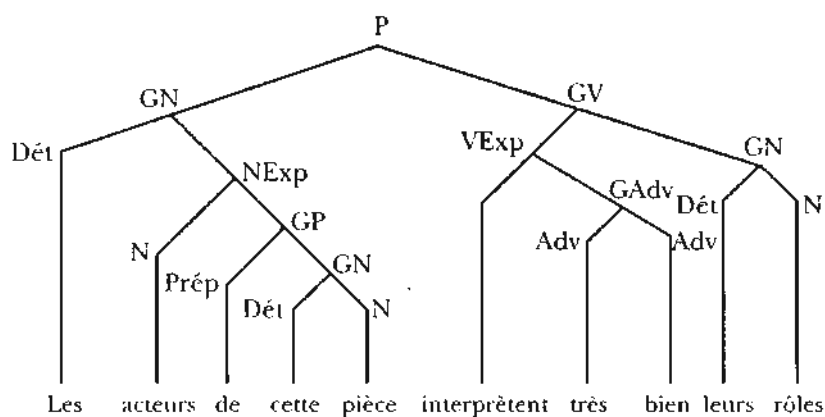 P
GN GV
Dét VExp GN
NExp GAdv Dét N
N GP Adv Adv
Prép GN
Dét N
Les acteurs de cette pièce interprètent très bien leurs rôles